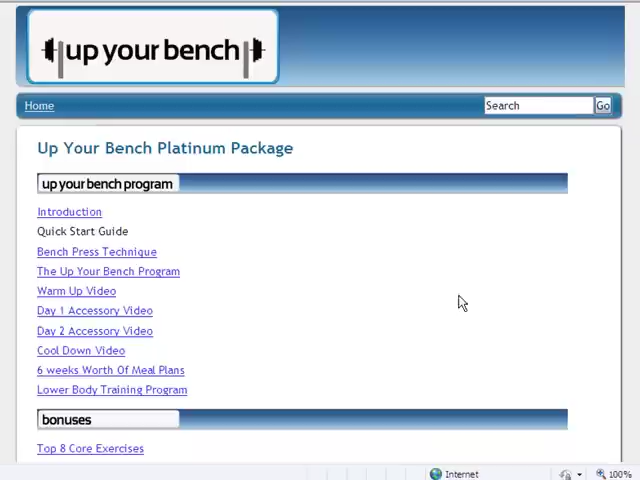 up your bench
Home
Search
Go
Up Your Bench Platinum Package
up your bench program
Introduction
Quick Start Guide
Bench Press Technique
The Up Your Bench Program
Warm Up Video
Day 1 Accessory Video
Day 2 Accessory Video
Cool Down Video
6 weeks Worth Of Meal Plans
Lower Body Training Program
bonuses
Top 8 Core Exercises
Internet
100%